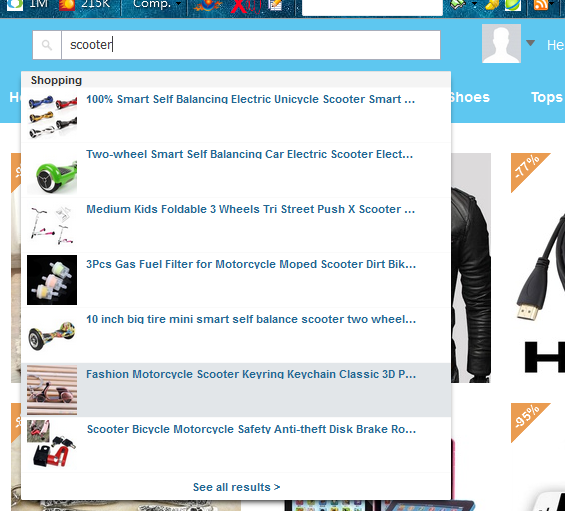 1M
215K
Comp.
scooter
He
Shopping
Shoes
Tops
100% Smart Self Balancing Electric Unicycle Scooter Smart ...
Two-wheel Smart Self Balancing Car Electric Scooter Elect...
-77%
Medium Kids Foldable 3 Wheels Tri Street Push X Scooter ...
3Pcs Gas Fuel Filter for Motorcycle Moped Scooter Dirt Bik...
10 inch big tire mini smart self balance scooter two wheel...
Fashion Motorcycle Scooter Keyring Keychain Classic 3D P...
Scooter Bicycle Motorcycle Safety Anti-theft Disk Brake Ro...
-95%
See all results >